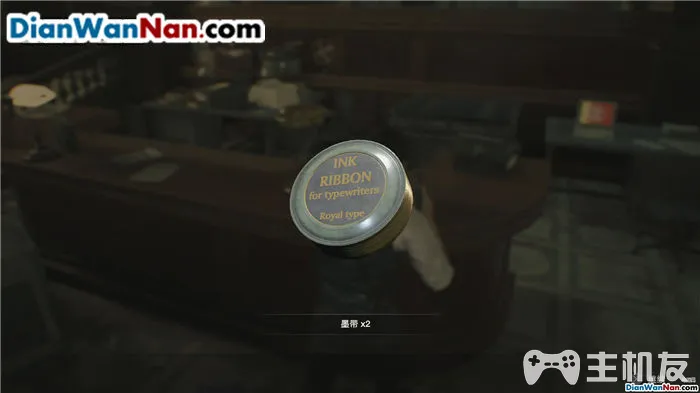 DianWanNan.com
INK
RIBBON
for typewriters
Royal type
墨带 x2
主机友
DianWanNan.com